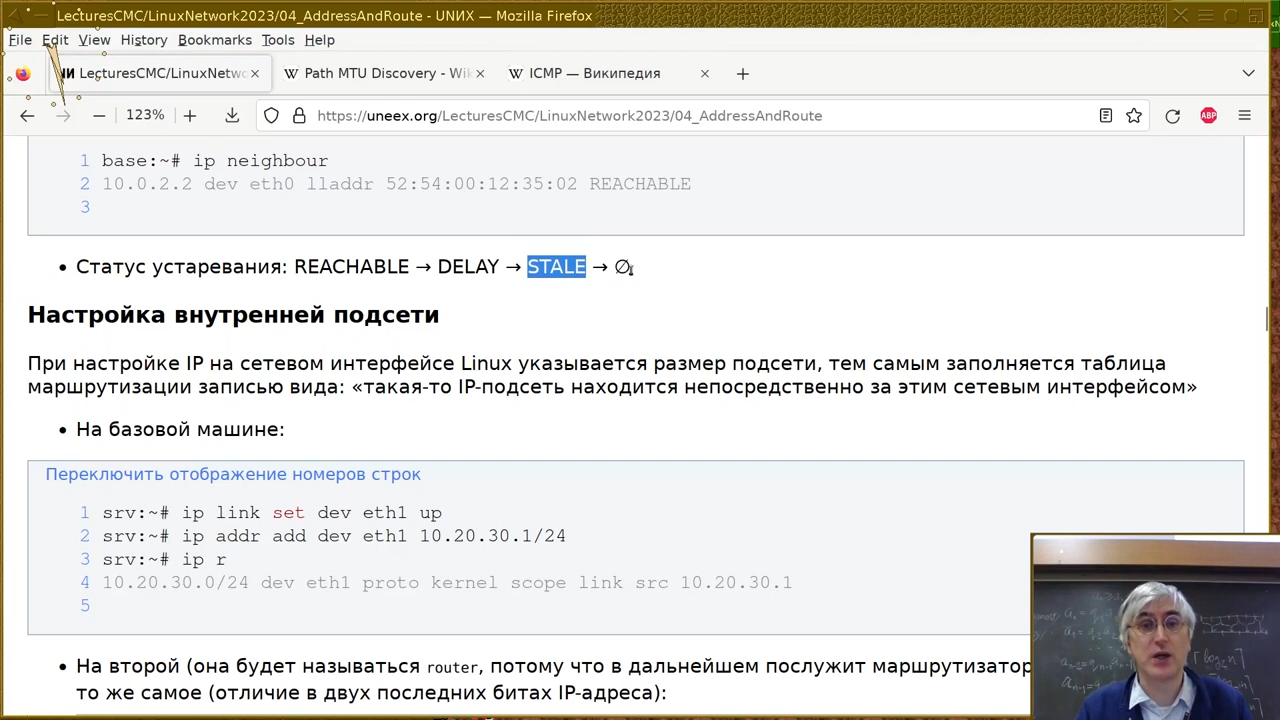 LecturesCMC/LinuxNetwork2023/04_AddressAndRoute - UNИX — Mozilla Firefox
File Edit View History Bookmarks Tools Help
ИИ LecturesCMC/LinuxNetwo Path MTU Discovery - Wik ICMP — Википедия
123% https://uneex.org/LecturesCMC/LinuxNetwork2023/04_AddressAndRoute ABP
1 base:~# ip neighbour
2 10.0.2.2 dev eth0 lladdr 52:54:00:12:35:02 REACHABLE
3
• Статус устаревания: REACHABLE → DELAY → STALE → ∅
Настройка внутренней подсети
При настройке IP на сетевом интерфейсе Linux указывается размер подсети, тем самым заполняется таблица
маршрутизации записью вида: «такая-то IP-подсеть находится непосредственно за этим сетевым интерфейсом»
• На базовой машине:
Переключить отображение номеров строк
1 srv:~# ip link set dev eth1 up
2 srv:~# ip addr add dev eth1 10.20.30.1/24
3 srv:~# ip r
4 10.20.30.0/24 dev eth1 proto kernel scope link src 10.20.30.1
5
• На второй (она будет называться router, потому что в дальнейшем послужит маршрутизатор
то же самое (отличие в двух последних битах IP-адреса):